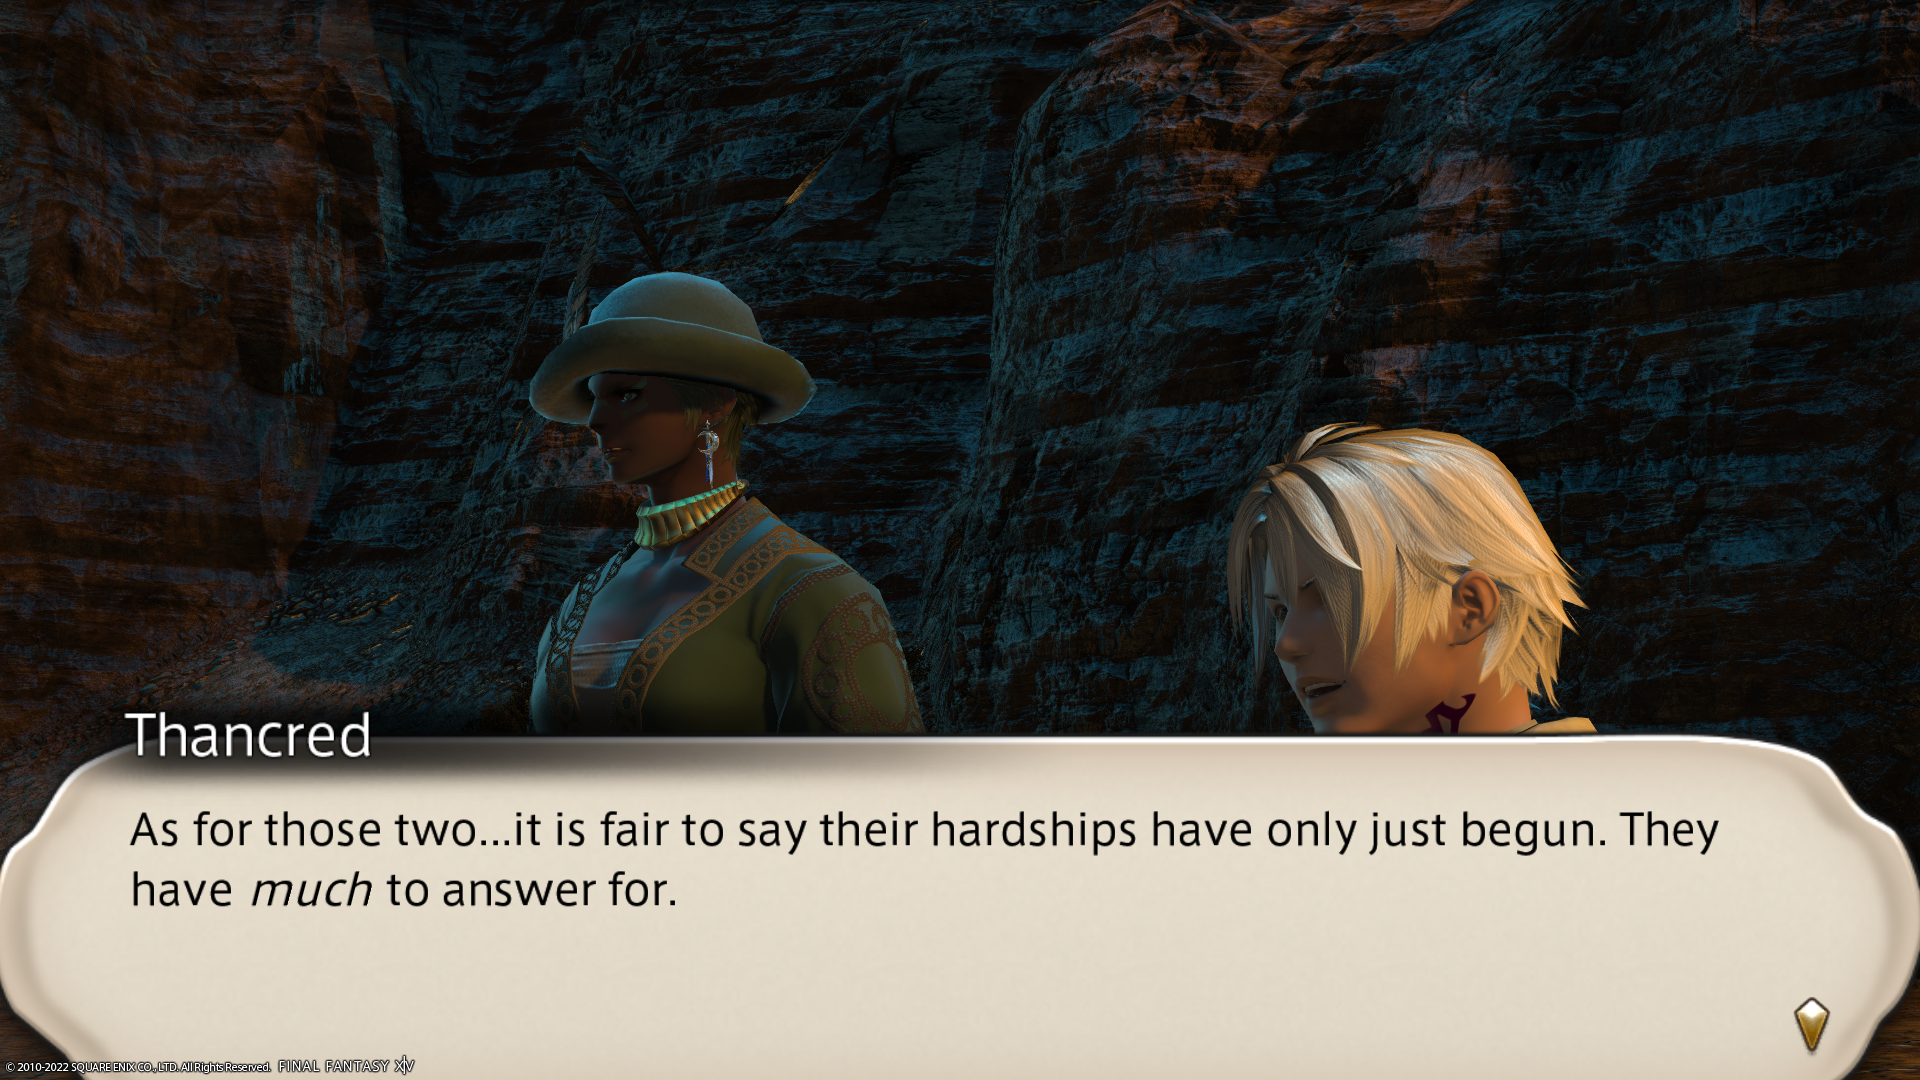 Thancred
As for those two...it is fair to say their hardships have only just begun. They
have much to answer for.
© 2010-2022 SQUARE ENIX CO., LTD. All Rights Reserved. FINAL FANTASY XIV